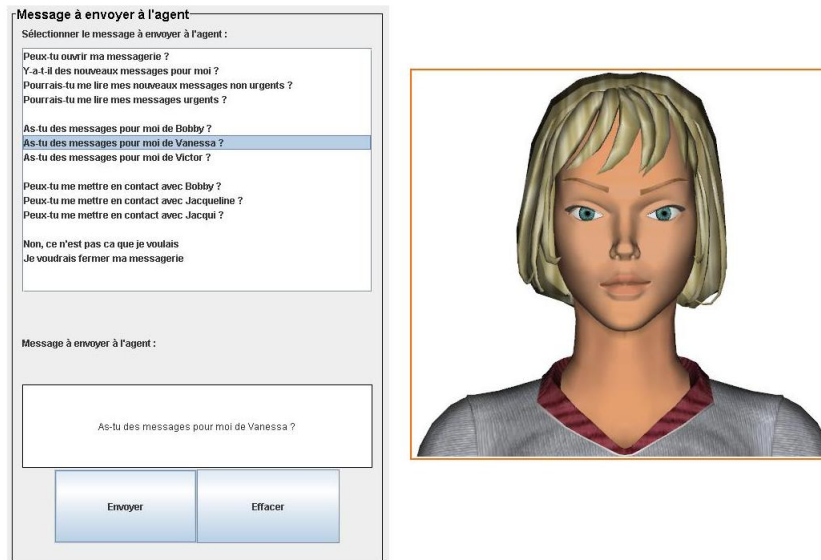 Message à envoyer à l'agent
Sélectionner le message à envoyer à l'agent :
Peux-tu ouvrir ma messagerie ?
Y-a-t-il des nouveaux messages pour moi ?
Pourrais-tu me lire mes nouveaux messages non urgents ?
Pourrais-tu me lire mes messages urgents ?
As-tu des messages pour moi de Bobby ?
As-tu des messages pour moi de Vanessa ?
As-tu des messages pour moi de Victor ?
Peux-tu me mettre en contact avec Bobby ?
Peux-tu me mettre en contact avec Jacqueline ?
Peux-tu me mettre en contact avec Jacqui ?
Non, ce n'est pas ca que je voulais
Je voudrais fermer ma messagerie
Message à envoyer à l'agent :
As-tu des messages pour moi de Vanessa ?
Envoyer Effacer